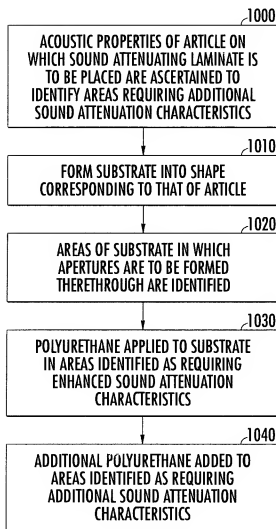 1000
ACOUSTIC PROPERTIES OF ARTICLE ON
WHICH SOUND ATTENUATING LAMINATE IS
TO BE PLACED ARE ASCERTAINED TO
IDENTIFY AREAS REQUIRING ADDITIONAL
SOUND ATTENUATION CHARACTERISTICS
1010
FORM SUBSTRATE INTO SHAPE
CORRESPONDING TO THAT OF ARTICLE
1020
AREAS OF SUBSTRATE IN WHICH
APERTURES ARE TO BE FORMED
THERETHROUGH ARE IDENTIFIED
1030
POLYURETHANE APPLIED TO SUBSTRATE
IN AREAS IDENTIFIED AS REQUIRING
ENHANCED SOUND ATTENUATION
CHARACTERISTICS
1040
ADDITIONAL POLYURETHANE ADDED TO
AREAS IDENTIFIED AS REQUIRING
ADDITIONAL SOUND ATTENUATION
CHARACTERISTICS